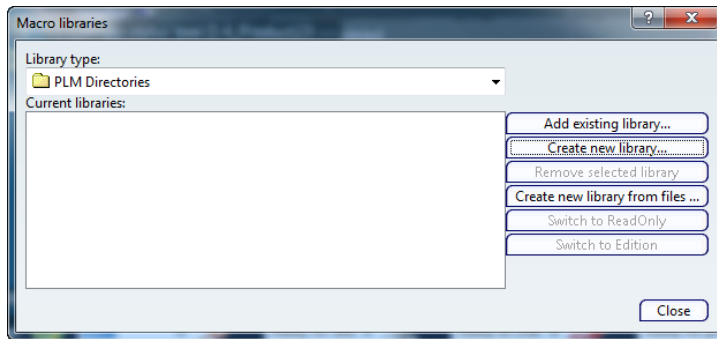 Macro libraries
?
X
Library type:
PLM Directories
Current libraries:
Add existing library...
Create new library...
Remove selected library
Create new library from files ...
Switch to ReadOnly
Switch to Edition
Close